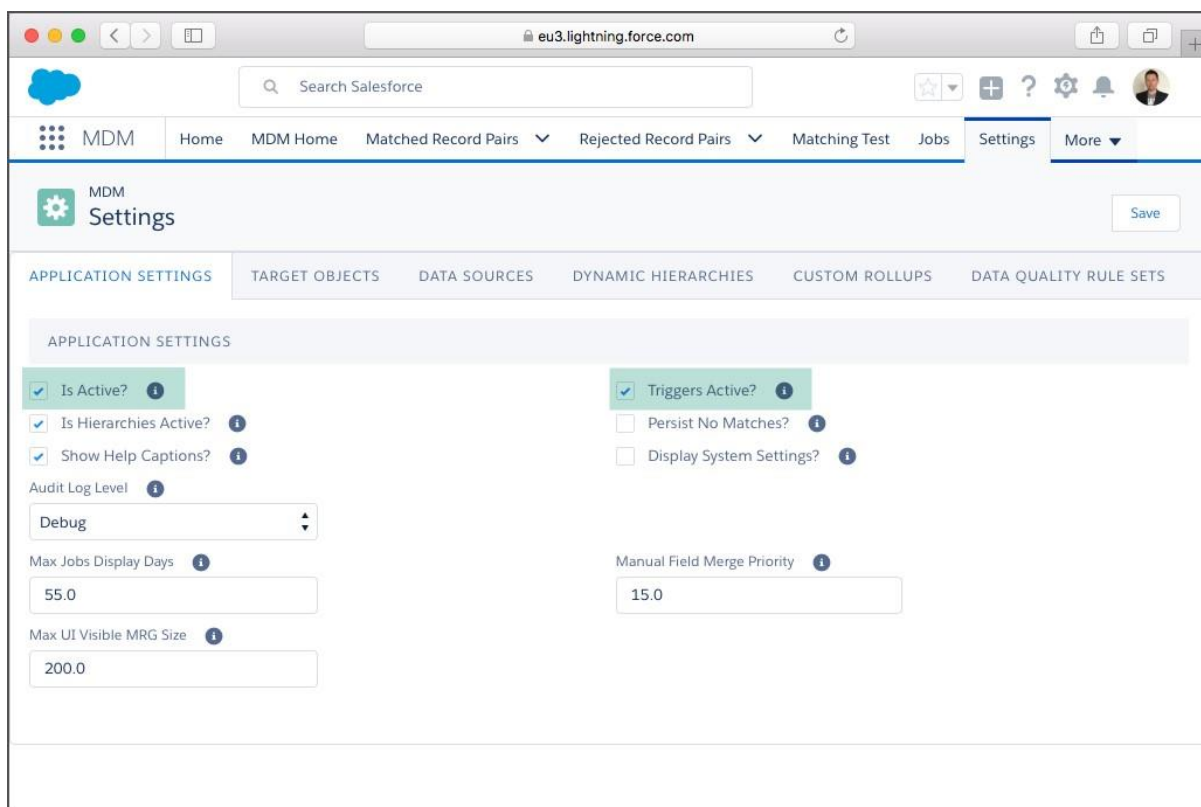 eu3.lightning.force.com
Search Salesforce
MDM Home MDM Home Matched Record Pairs Rejected Record Pairs Matching Test Jobs Settings More
MDM
Settings
Save
APPLICATION SETTINGS TARGET OBJECTS DATA SOURCES DYNAMIC HIERARCHIES CUSTOM ROLLUPS DATA QUALITY RULE SETS
APPLICATION SETTINGS
Is Active? Triggers Active?
Is Hierarchies Active? Persist No Matches?
Show Help Captions? Display System Settings?
Audit Log Level
Debug
Max Jobs Display Days Manual Field Merge Priority
55.0 15.0
Max UI Visible MRG Size
200.0